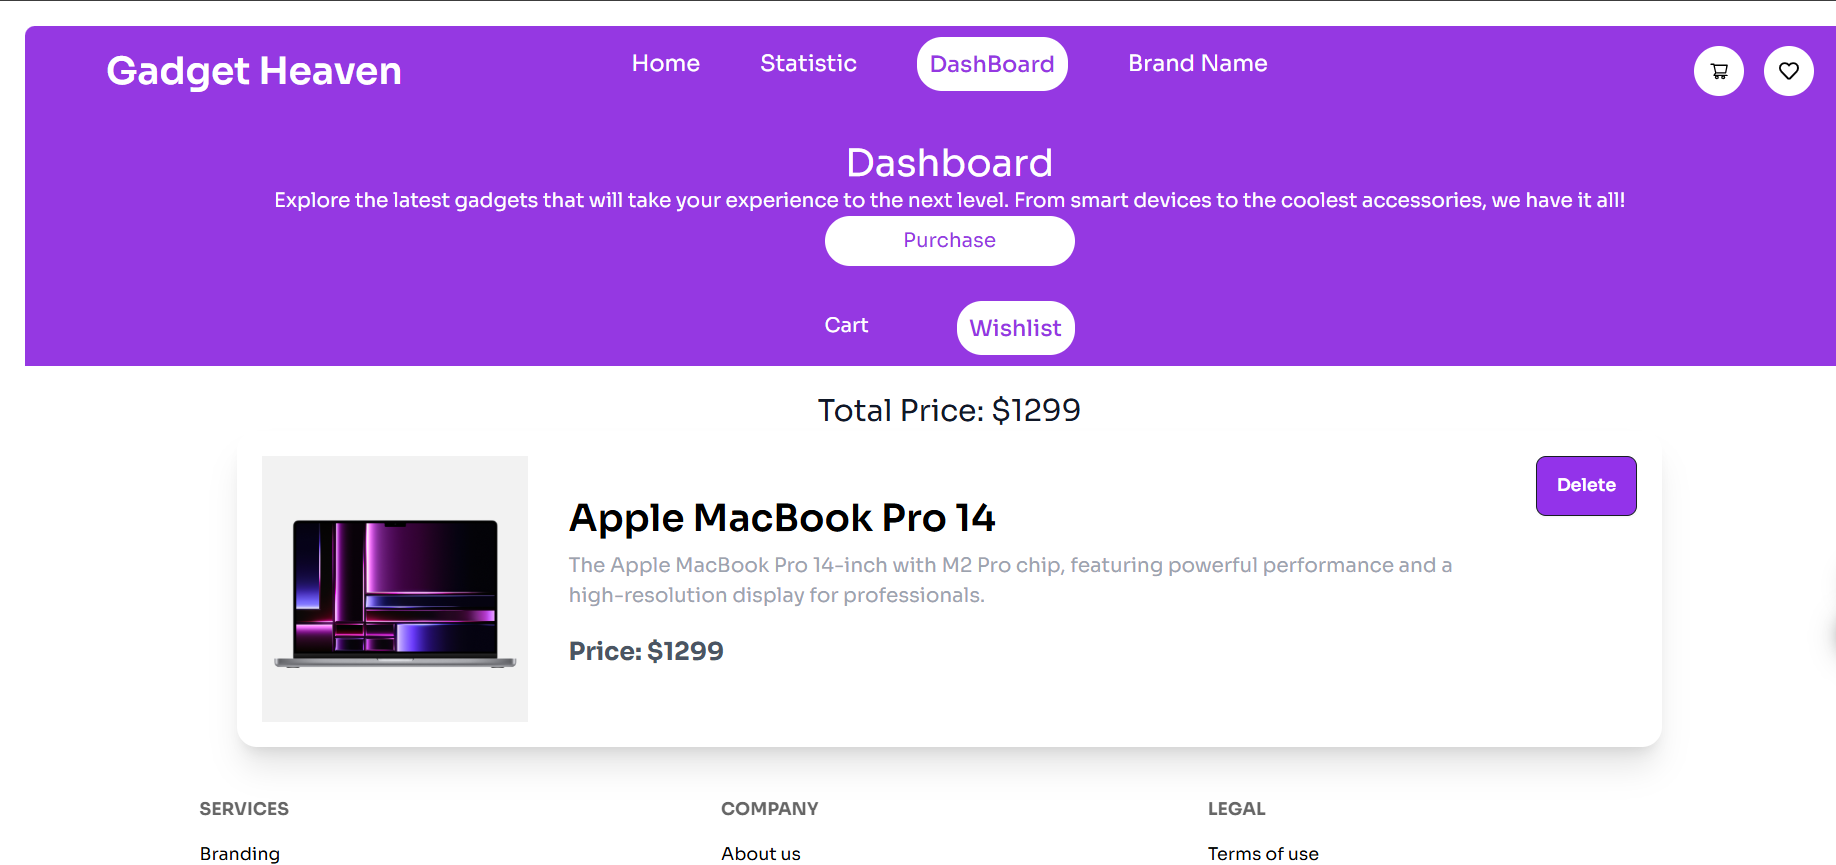 Gadget Heaven
Home
Statistic
DashBoard
Brand Name
Dashboard
Explore the latest gadgets that will take your experience to the next level. From smart devices to the coolest accessories, we have it all!
Purchase
Cart
Wishlist
Total Price: $1299
Delete
Apple MacBook Pro 14
The Apple MacBook Pro 14-inch with M2 Pro chip, featuring powerful performance and a
high-resolution display for professionals.
Price: $1299
SERVICES
COMPANY
LEGAL
Branding
About us
Terms of use